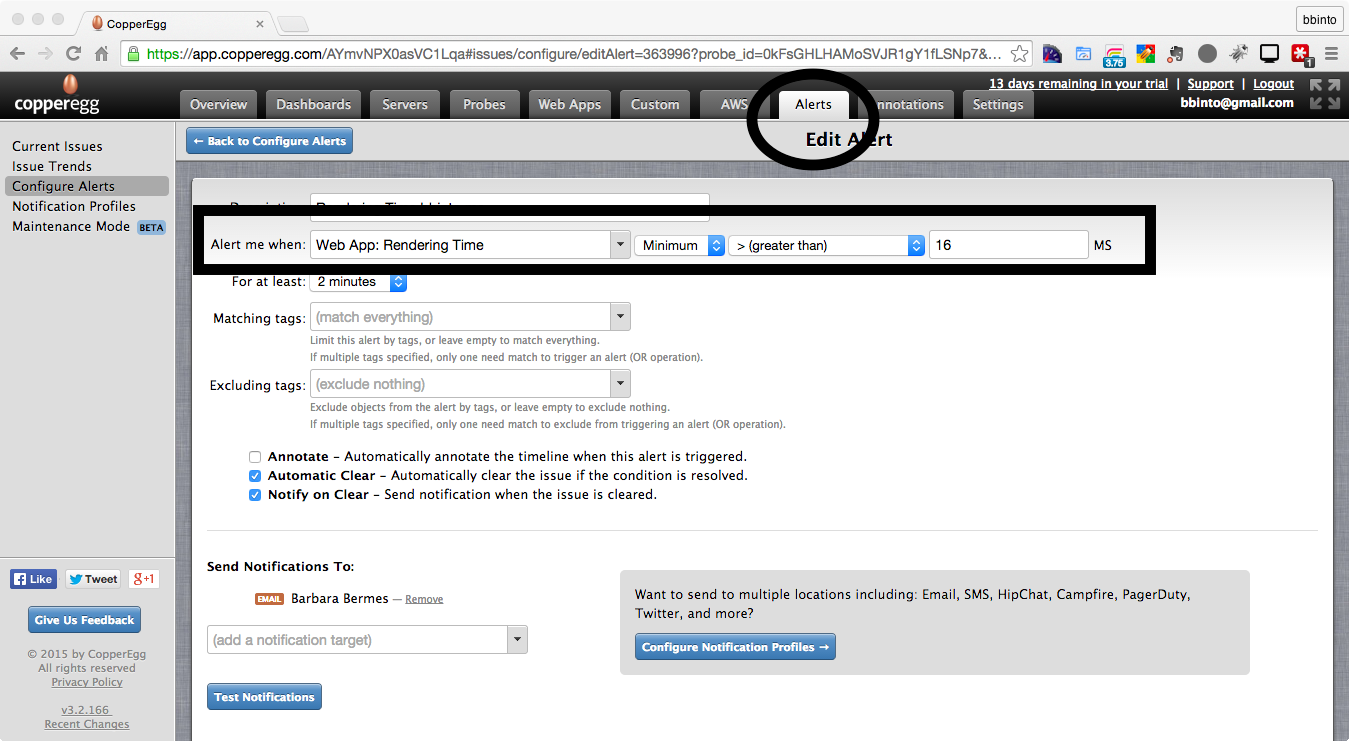 CopperEgg
bbinto
https://app.copperegg.com/AYmvNPX0asVC1Lqa#issues/configure/editAlert=363996?probe_id=0kFsGHLHAMoSVJR1gY1fLSNp7&...
3.75
1
copperegg
13 days remaining in your trial | Support | Logout
bbinto@gmail.com
Overview Dashboards Servers Probes Web Apps Custom AWS Alerts Annotations Settings
← Back to Configure Alerts
Edit Alert
Current Issues
Issue Trends
Configure Alerts
Notification Profiles
Maintenance Mode BETA
Alert me when: Web App: Rendering Time Minimum > (greater than) 16 MS
For at least: 2 minutes
Matching tags: (match everything)
Limit this alert by tags, or leave empty to match everything.
If multiple tags specified, only one need match to trigger an alert (OR operation).
Excluding tags: (exclude nothing)
Exclude objects from the alert by tags, or leave empty to exclude nothing.
If multiple tags specified, only one need match to exclude from triggering an alert (OR operation).
Annotate – Automatically annotate the timeline when this alert is triggered.
Automatic Clear – Automatically clear the issue if the condition is resolved.
Notify on Clear – Send notification when the issue is cleared.
Send Notifications To:
EMAIL Barbara Bermes — Remove
(add a notification target)
Test Notifications
Want to send to multiple locations including: Email, SMS, HipChat, Campfire, PagerDuty,
Twitter, and more?
Configure Notification Profiles →
Like Tweet g+1
Give Us Feedback
© 2015 by CopperEgg
All rights reserved
Privacy Policy
v3.2.166
Recent Changes